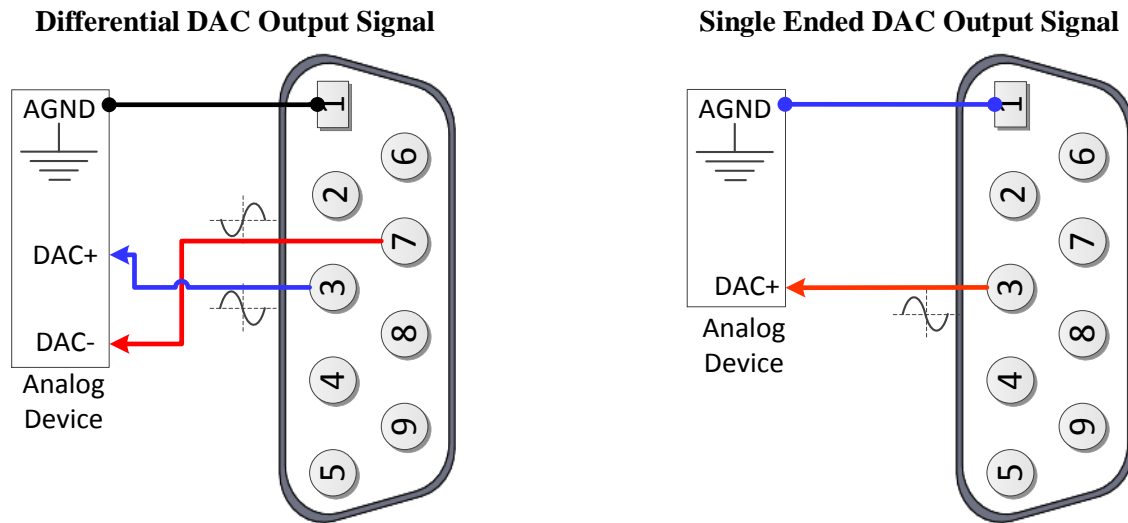 Differential DAC Output Signal
AGND
DAC+
DAC-
Analog
Device
1
6
2
7
3
8
4
9
5
Single Ended DAC Output Signal
AGND
DAC+
Analog
Device
1
6
2
7
3
8
4
9
5